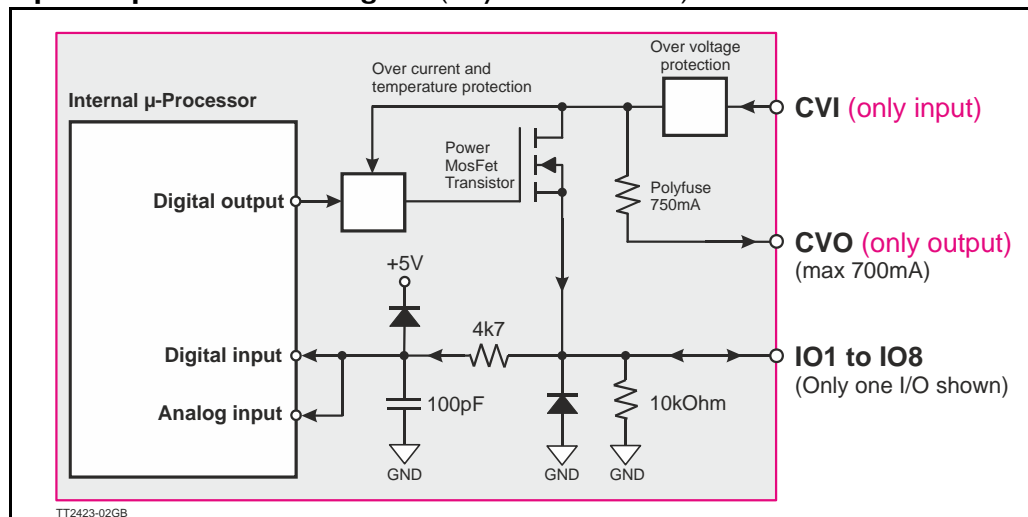 Over voltage
protection
Over current and
temperature protection
Internal µ-Processor
CVI (only input)
Power
MosFet
Transistor
Polyfuse
750mA
Digital output
CVO (only output)
(max 700mA)
+5V
4k7
Digital input
IO1 to IO8
(Only one I/O shown)
Analog input
100pF
10kOhm
GND
GND
GND
TT2423-02GB